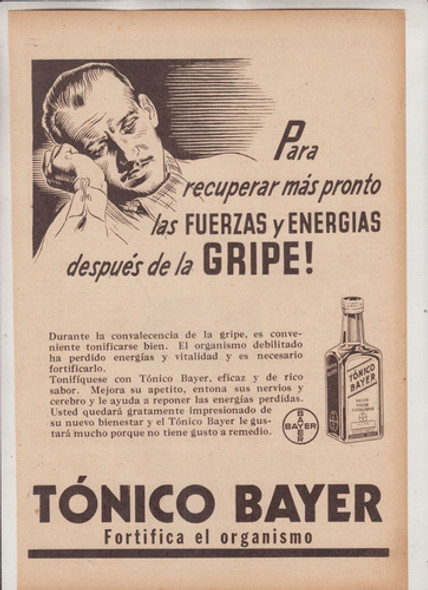 Para
recuperar más pronto
las FUERZAS y ENERGIAS
después de la GRIPE!
Durante la convalecencia de la gripe, es conve-
niente tonificarse bien. El organismo debilitado
ha perdido energías y vitalidad y es necesario
fortificarlo.
Tonifíquese con Tónico Bayer, eficaz y de rico
sabor. Mejora su apetito, entona sus nervios y
cerebro y le ayuda a reponer las energías perdidas.
Usted quedará gratamente impresionado de
su nuevo bienestar y el Tónico Bayer le gus-
tará mucho porque no tiene gusto a remedio.
BAYER
BAYER
TÓNICO
BAYER
SALUD
VIGOR
VITALIDAD
TÓNICO BAYER
Fortifica el organismo